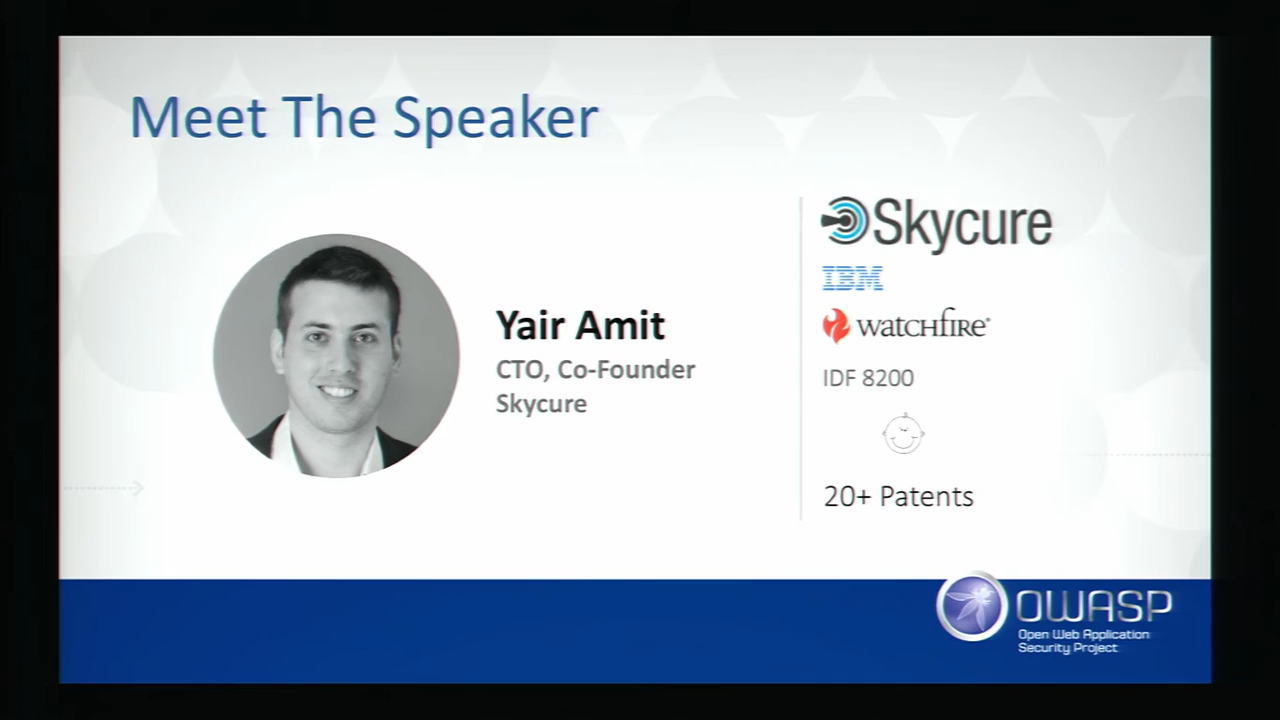 Meet The Speaker
Yair Amit
CTO, Co-Founder
Skycure
Skycure
IBM
watchfire®
IDF 8200
20+ Patents
OWASP
Open Web Application
Security Project